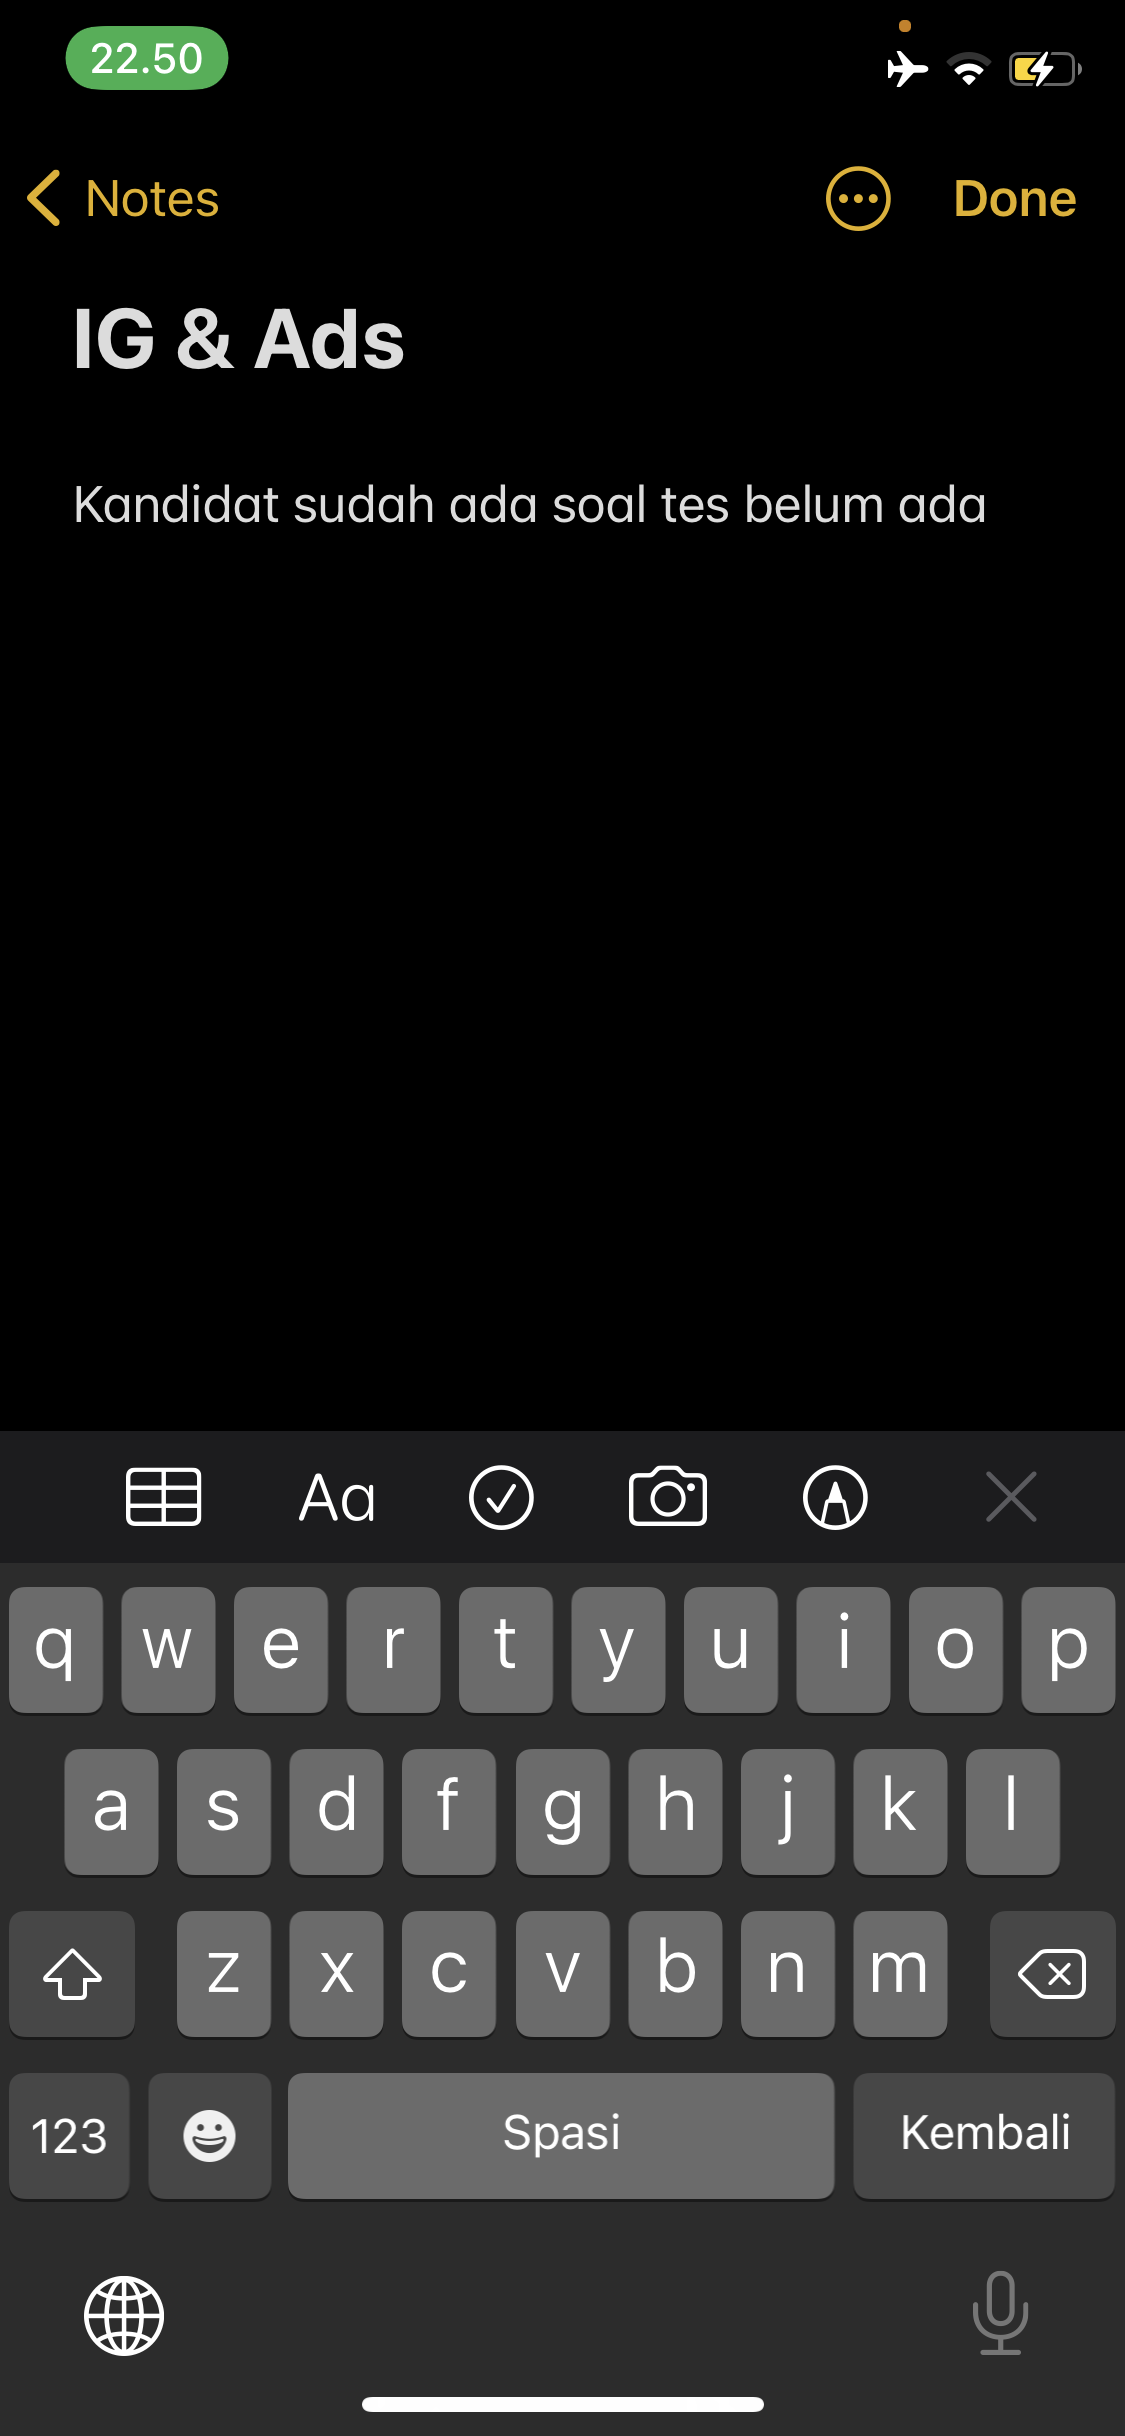 22.50
Notes
Done
IG & Ads
Kandidat sudah ada soal tes belum ada
Aa
q w e r t y u i o p
a s d f g h j k l
z x c v b n m
123 Spasi Kembali